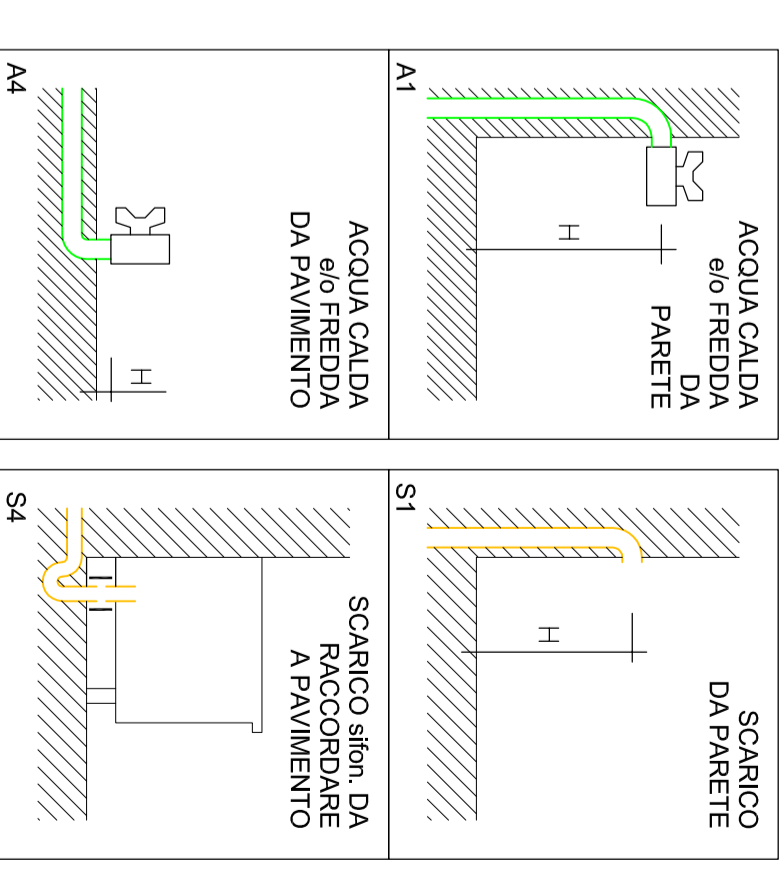 ACQUA CALDA
e/o FREDDA
DA
PARETE
H
A1
SCARICO
DA PARETE
H
S1
ACQUA CALDA
e/o FREDDA
DA PAVIMENTO
H
A4
SCARICO sifon. DA
RACCORDARE
A PAVIMENTO
S4